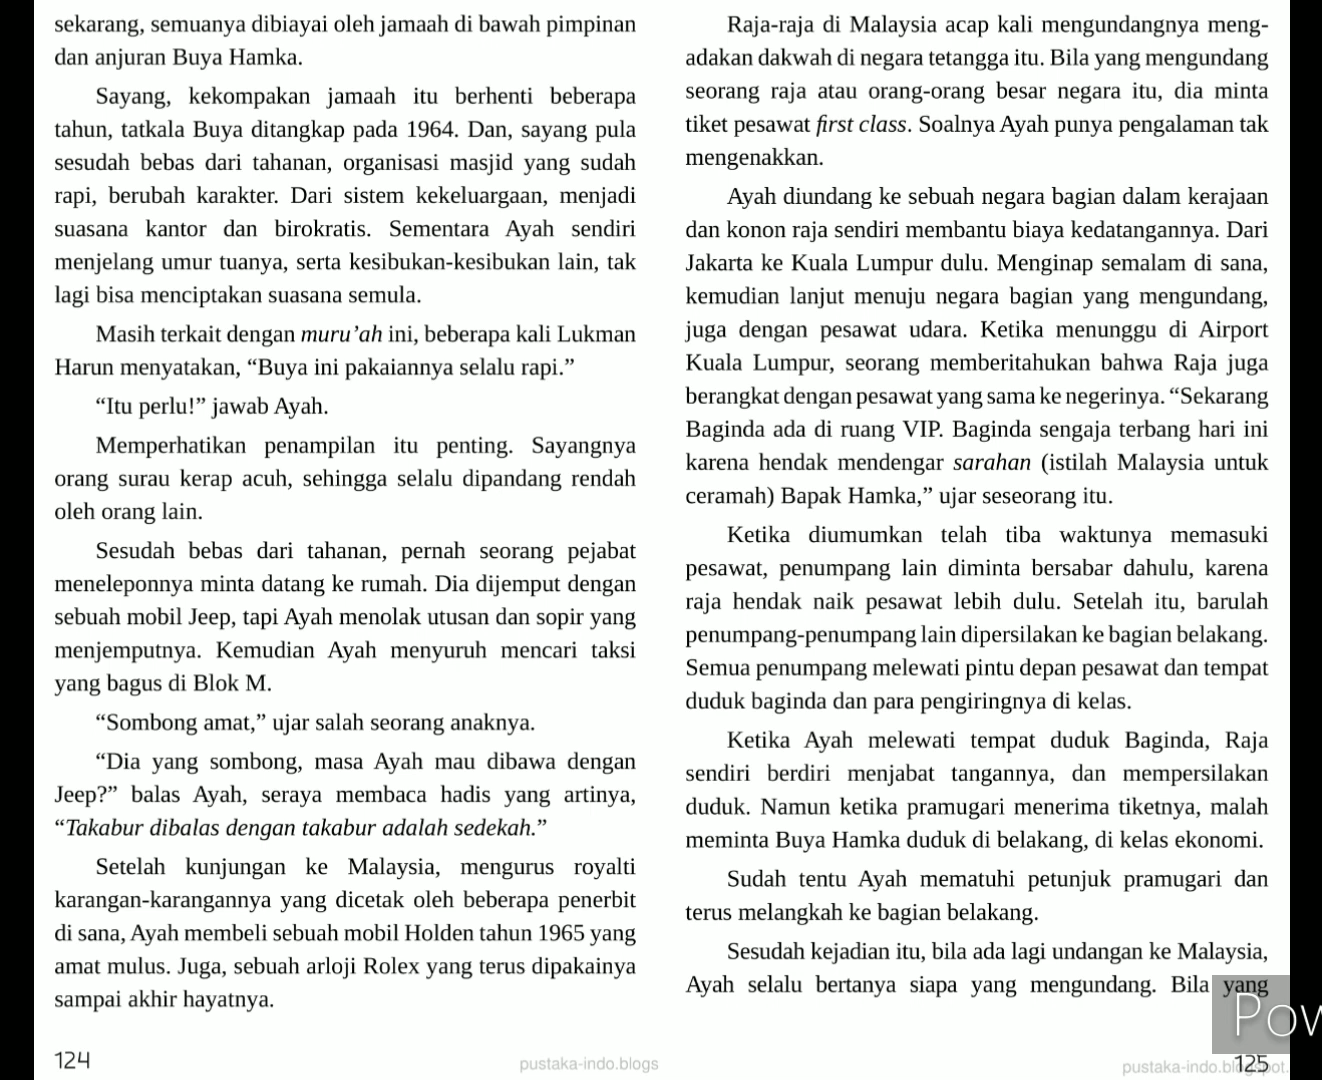 sekarang, semuanya dibiayai oleh jamaah di bawah pimpinan
dan anjuran Buya Hamka.
Sayang, kekompakan jamaah itu berhenti beberapa
tahun, tatkala Buya ditangkap pada 1964. Dan, sayang pula
sesudah bebas dari tahanan, organisasi masjid yang sudah
rapi, berubah karakter. Dari sistem kekeluargaan, menjadi
suasana kantor dan birokratis. Sementara Ayah sendiri
menjelang umur tuanya, serta kesibukan-kesibukan lain, tak
lagi bisa menciptakan suasana semula.
Masih terkait dengan muru’ah ini, beberapa kali Lukman
Harun menyatakan, “Buya ini pakaiannya selalu rapi.”
“Itu perlu!” jawab Ayah.
Memperhatikan penampilan itu penting. Sayangnya
orang surau kerap acuh, sehingga selalu dipandang rendah
oleh orang lain.
Sesudah bebas dari tahanan, pernah seorang pejabat
meneleponnya minta datang ke rumah. Dia dijemput dengan
sebuah mobil Jeep, tapi Ayah menolak utusan dan sopir yang
menjemputnya. Kemudian Ayah menyuruh mencari taksi
yang bagus di Blok M.
“Sombong amat,” ujar salah seorang anaknya.
“Dia yang sombong, masa Ayah mau dibawa dengan
Jeep?” balas Ayah, seraya membaca hadis yang artinya,
“Takabur dibalas dengan takabur adalah sedekah.”
Setelah kunjungan ke Malaysia, mengurus royalti
karangan-karangannya yang dicetak oleh beberapa penerbit
di sana, Ayah membeli sebuah mobil Holden tahun 1965 yang
amat mulus. Juga, sebuah arloji Rolex yang terus dipakainya
sampai akhir hayatnya.
124
pustaka-indo.blogs
Raja-raja di Malaysia acap kali mengundangnya meng-
adakan dakwah di negara tetangga itu. Bila yang mengundang
seorang raja atau orang-orang besar negara itu, dia minta
tiket pesawat first class. Soalnya Ayah punya pengalaman tak
mengenakkan.
Ayah diundang ke sebuah negara bagian dalam kerajaan
dan konon raja sendiri membantu biaya kedatangannya. Dari
Jakarta ke Kuala Lumpur dulu. Menginap semalam di sana,
kemudian lanjut menuju negara bagian yang mengundang,
juga dengan pesawat udara. Ketika menunggu di Airport
Kuala Lumpur, seorang memberitahukan bahwa Raja juga
berangkat dengan pesawat yang sama ke negerinya. “Sekarang
Baginda ada di ruang VIP. Baginda sengaja terbang hari ini
karena hendak mendengar sarahan (istilah Malaysia untuk
ceramah) Bapak Hamka,” ujar seseorang itu.
Ketika diumumkan telah tiba waktunya memasuki
pesawat, penumpang lain diminta bersabar dahulu, karena
raja hendak naik pesawat lebih dulu. Setelah itu, barulah
penumpang-penumpang lain dipersilakan ke bagian belakang.
Semua penumpang melewati pintu depan pesawat dan tempat
duduk baginda dan para pengiringnya di kelas.
Ketika Ayah melewati tempat duduk Baginda, Raja
sendiri berdiri menjabat tangannya, dan mempersilakan
duduk. Namun ketika pramugari menerima tiketnya, malah
meminta Buya Hamka duduk di belakang, di kelas ekonomi.
Sudah tentu Ayah mematuhi petunjuk pramugari dan
terus melangkah ke bagian belakang.
Sesudah kejadian itu, bila ada lagi undangan ke Malaysia,
Ayah selalu bertanya siapa yang mengundang. Bila yang
Pow
pustaka-indo.blogspot.
125